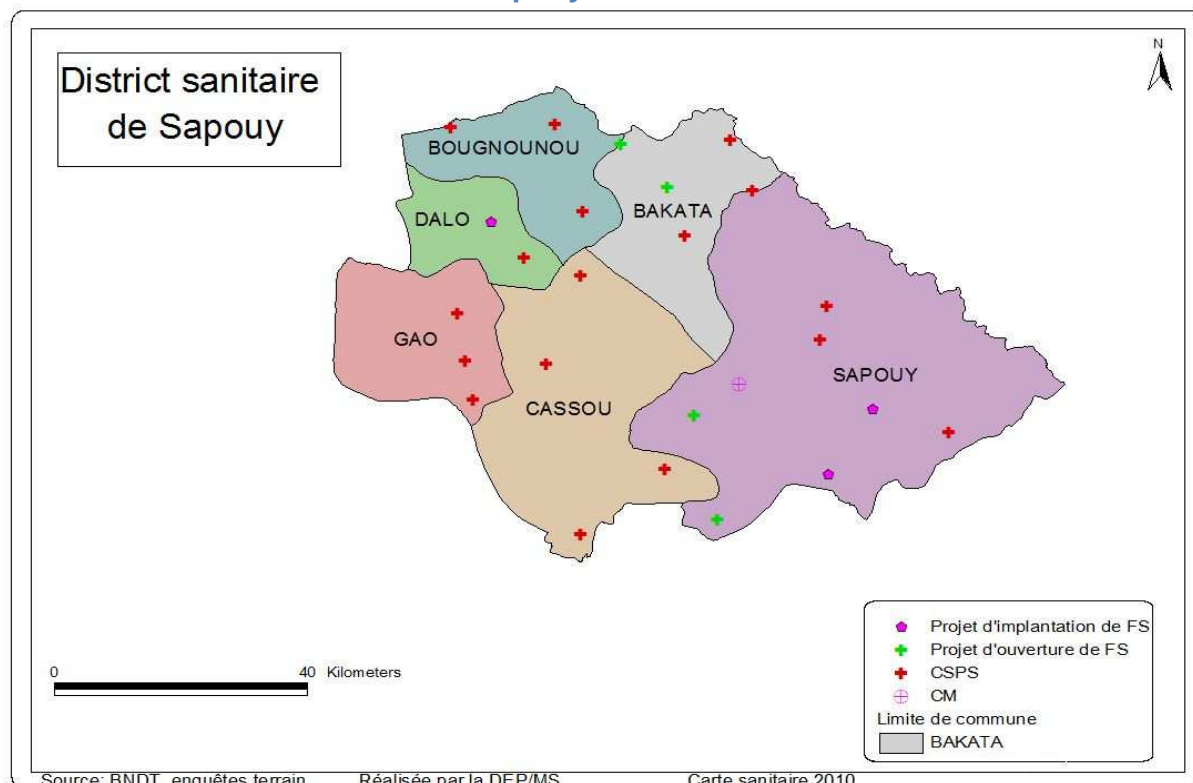 District sanitaire
de Sapouy
N
BOUGNOUNOU
DALO
BAKATA
GAO
CASSOU
SAPOUY
0 40 Kilometers
Projet d'implantation de FS
Projet d'ouverture de FS
CSPS
CM
Limite de commune
BAKATA
Source: BNDT, enquêtes terrain Réalisée par la DEP/MS Carte sanitaire 2010